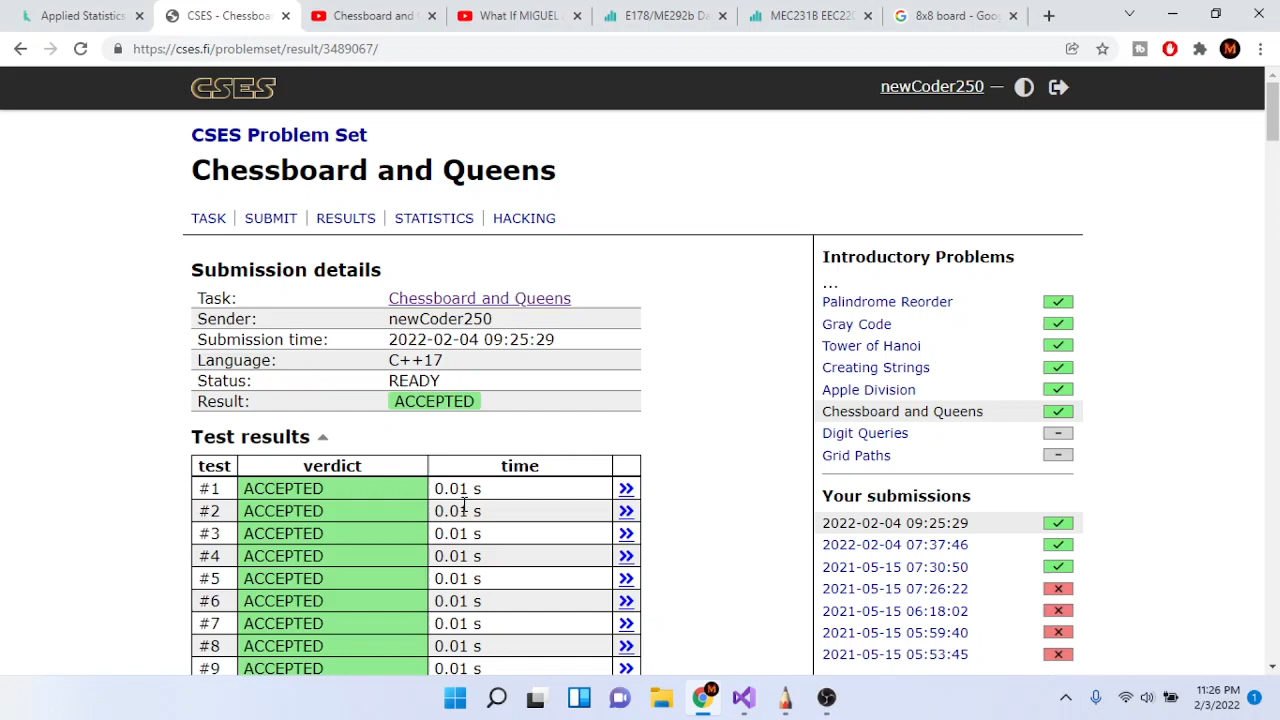 Applied Statistics
CSES - Chessboa
Chessboard and
What If MIGUEL
E178/ME292b Da
MEC231B EEC22
8x8 board - Goo
https://cses.fi/problemset/result/3489067/
M
CSES
newCoder250 —
CSES Problem Set
Chessboard and Queens
TASK | SUBMIT | RESULTS | STATISTICS | HACKING
Submission details
Task: Chessboard and Queens
Sender: newCoder250
Submission time: 2022-02-04 09:25:29
Language: C++17
Status: READY
Result: ACCEPTED
Test results
test verdict time
#1 ACCEPTED 0.01 s »
#2 ACCEPTED 0.01 s »
#3 ACCEPTED 0.01 s »
#4 ACCEPTED 0.01 s »
#5 ACCEPTED 0.01 s »
#6 ACCEPTED 0.01 s »
#7 ACCEPTED 0.01 s »
#8 ACCEPTED 0.01 s »
#9 ACCEPTED 0.01 s »
Introductory Problems
...
Palindrome Reorder
Gray Code
Tower of Hanoi
Creating Strings
Apple Division
Chessboard and Queens
Digit Queries
Grid Paths
Your submissions
2022-02-04 09:25:29
2022-02-04 07:37:46
2021-05-15 07:30:50
2021-05-15 07:26:22
2021-05-15 06:18:02
2021-05-15 05:59:40
2021-05-15 05:53:45
M
11:26 PM
2/3/2022
1